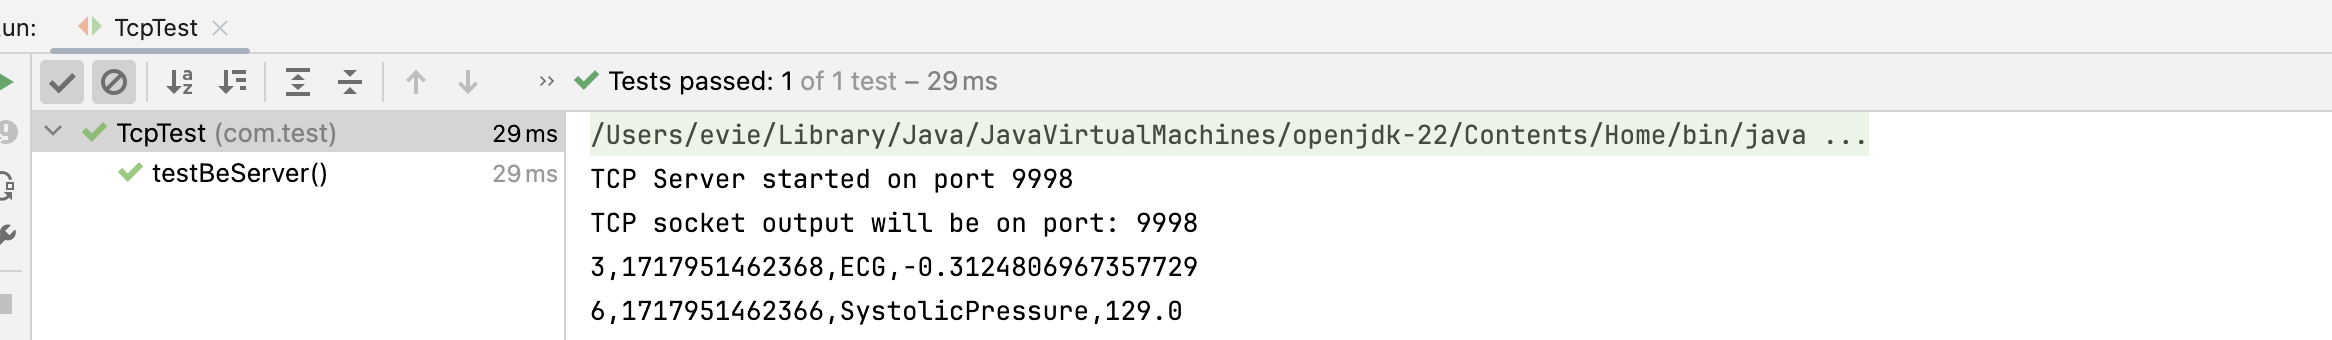 un:
TcpTest
Tests passed: 1 of 1 test – 29 ms
TcpTest (com.test) 29 ms
testBeServer() 29 ms
/Users/evie/Library/Java/JavaVirtualMachines/openjdk-22/Contents/Home/bin/java ...
TCP Server started on port 9998
TCP socket output will be on port: 9998
3,1717951462368,ECG,-0.3124806967357729
6,1717951462366,SystolicPressure,129.0